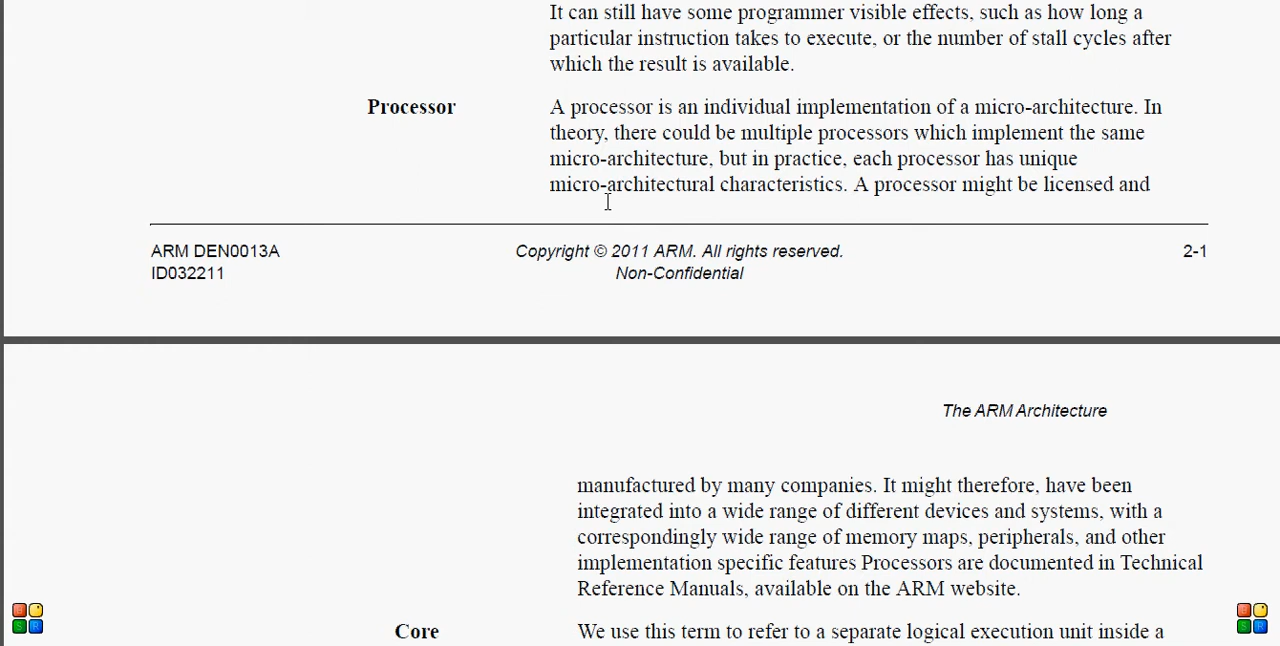 It can still have some programmer visible effects, such as how long a
particular instruction takes to execute, or the number of stall cycles after
which the result is available.
Processor A processor is an individual implementation of a micro-architecture. In
theory, there could be multiple processors which implement the same
micro-architecture, but in practice, each processor has unique
micro-architectural characteristics. A processor might be licensed and
ARM DEN0013A Copyright © 2011 ARM. All rights reserved. 2-1
ID032211 Non-Confidential
The ARM Architecture
manufactured by many companies. It might therefore, have been
integrated into a wide range of different devices and systems, with a
correspondingly wide range of memory maps, peripherals, and other
implementation specific features Processors are documented in Technical
Reference Manuals, available on the ARM website.
Core We use this term to refer to a separate logical execution unit inside a